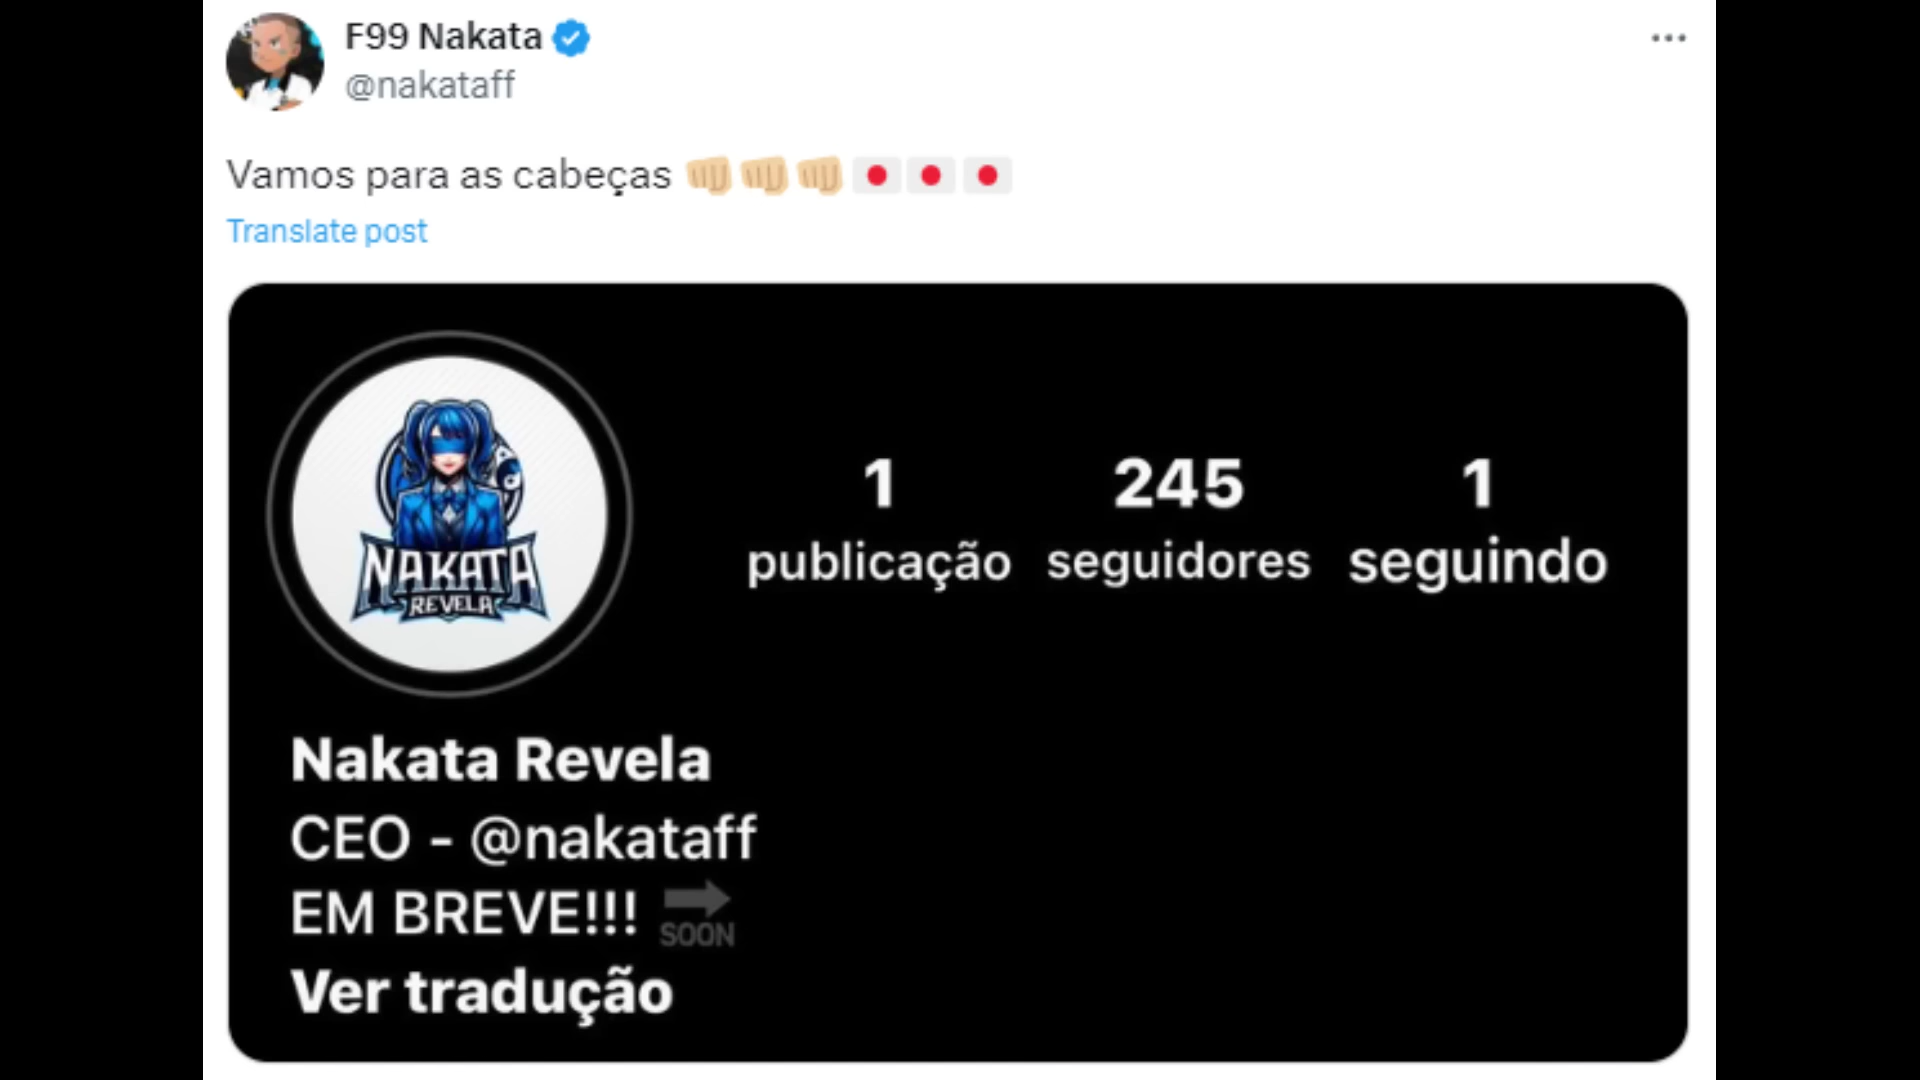 F99 Nakata
@nakataff
Vamos para as cabeças 👊🏼👊🏼👊🏼🇯🇵🇯🇵🇯🇵
Translate post
NAKATA
REVELA
1 245 1
publicação seguidores seguindo
Nakata Revela
CEO - @nakataff
EM BREVE!!! 🔜
Ver tradução